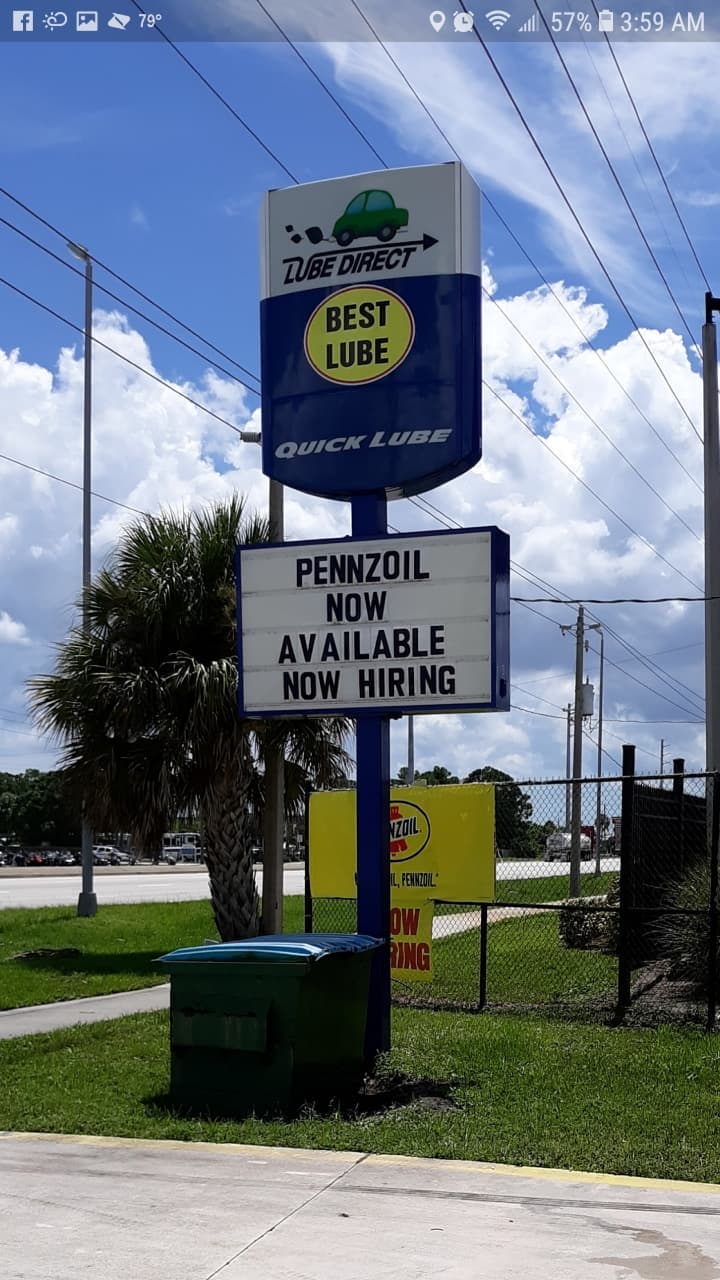 79° 57% 3:59 AM
LUBE DIRECT
BEST
LUBE
QUICK LUBE
PENNZOIL
NOW
AVAILABLE
NOW HIRING
NZOIL
IL, PENNZOIL.
OW
RING